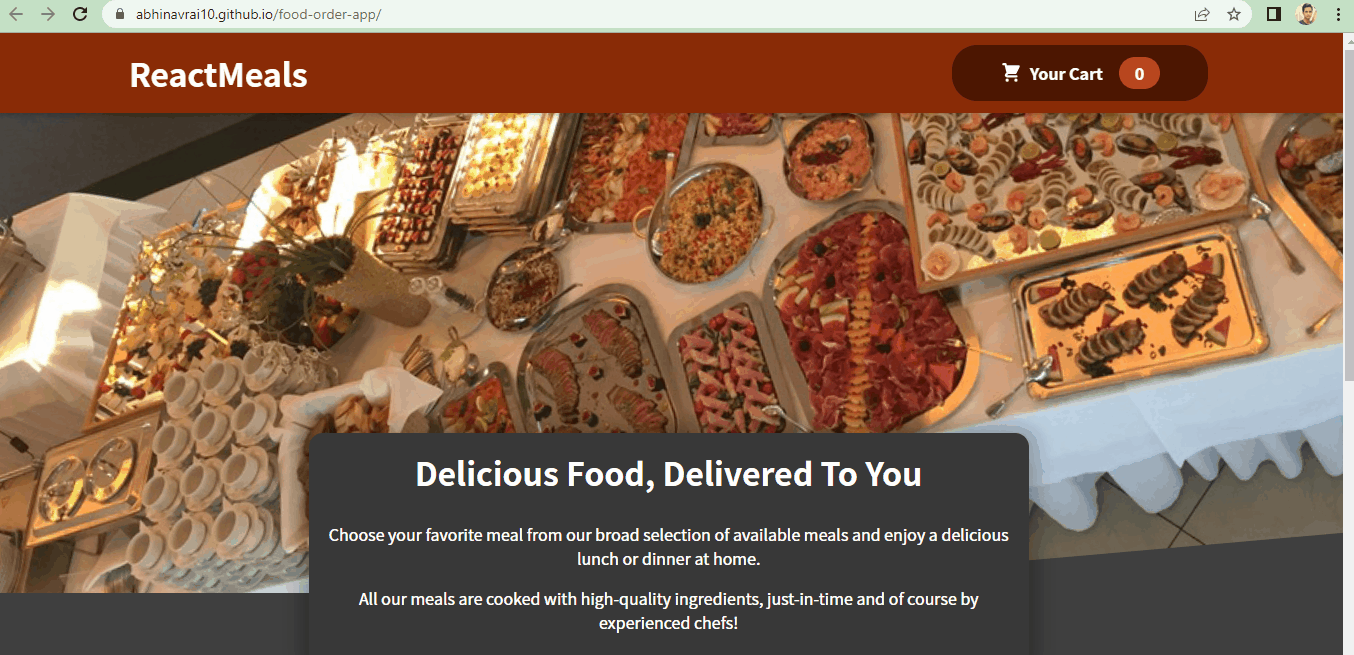 abhinavrai10.github.io/food-order-app/
ReactMeals
Your Cart 0
Delicious Food, Delivered To You
Choose your favorite meal from our broad selection of available meals and enjoy a delicious
lunch or dinner at home.
All our meals are cooked with high-quality ingredients, just-in-time and of course by
experienced chefs!